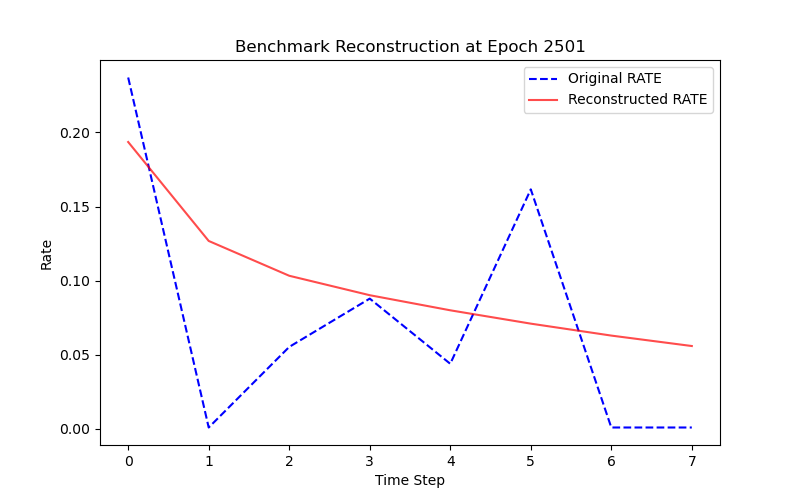 Benchmark Reconstruction at Epoch 2501
Original RATE
Reconstructed RATE
0.20
0.15
0.10
0.05
0.00
Rate
0 1 2 3 4 5 6 7
Time Step